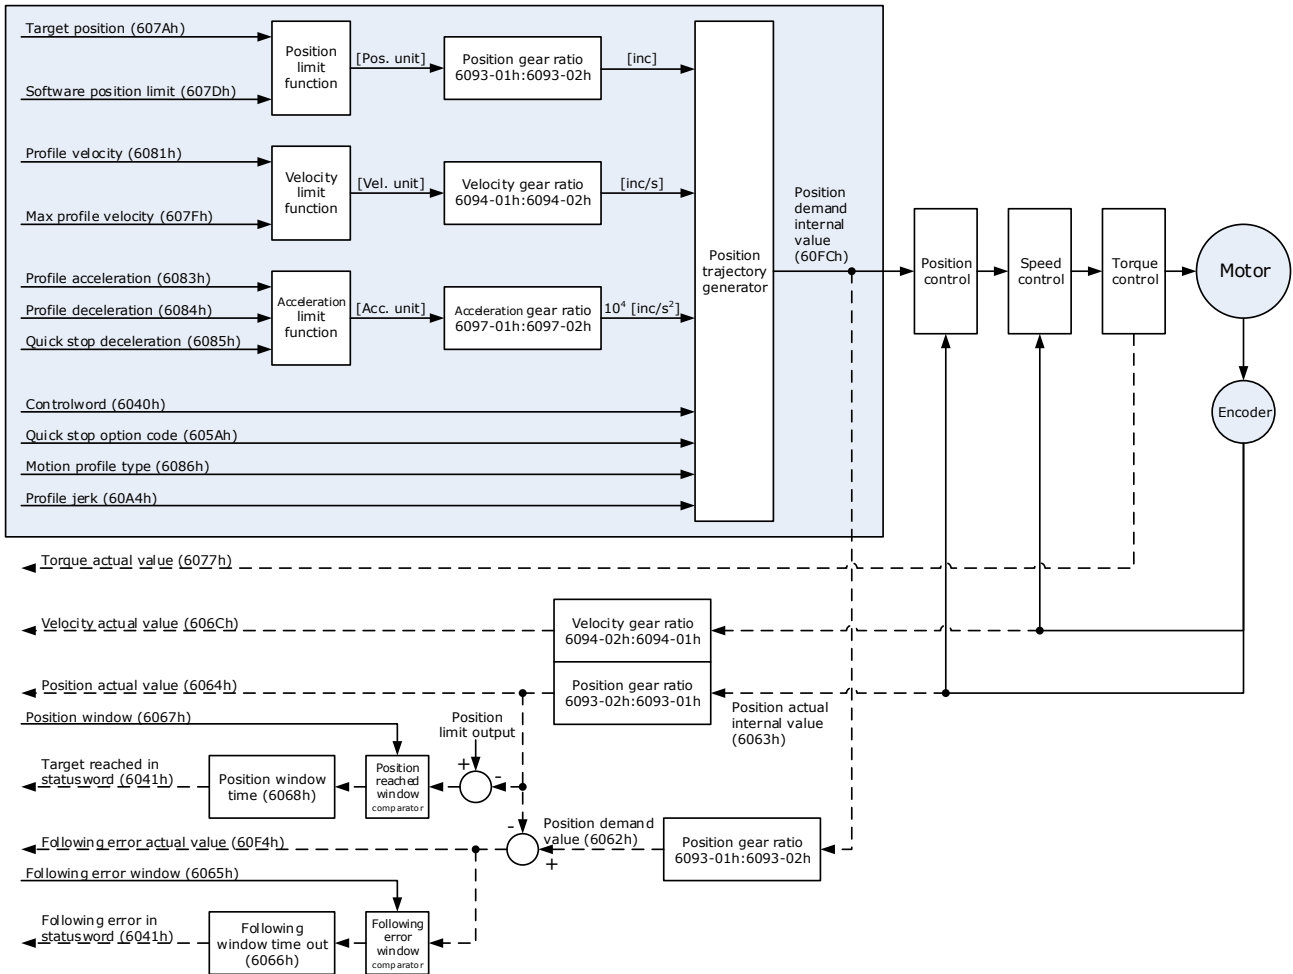 Target position (607Ah)
Software position limit (607Dh)
Position
limit
function
[Pos. unit]
Position gear ratio
6093-01h:6093-02h
[inc]
Profile velocity (6081h)
Max profile velocity (607Fh)
Velocity
limit
function
[Vel. unit]
Velocity gear ratio
6094-01h:6094-02h
[inc/s]
Profile acceleration (6083h)
Profile deceleration (6084h)
Quick stop deceleration (6085h)
Acceleration
limit
function
[Acc. unit]
Acceleration gear ratio
6097-01h:6097-02h
10⁴ [inc/s²]
Controlword (6040h)
Quick stop option code (605Ah)
Motion profile type (6086h)
Profile jerk (60A4h)
Position
trajectory
generator
Position
demand
internal
value
(60FCh)
Position
control
Speed
control
Torque
control
Motor
Encoder
Torque actual value (6077h)
Velocity actual value (606Ch)
Velocity gear ratio
6094-02h:6094-01h
Position actual value (6064h)
Position gear ratio
6093-02h:6093-01h
Position actual
internal value
(6063h)
Position window (6067h)
Position
limit output
+
-
Target reached in
statusword (6041h)
Position window
time (6068h)
Position
reached
window
comparator
Following error actual value (60F4h)
-
+
Position demand
value (6062h)
Position gear ratio
6093-01h:6093-02h
Following error window (6065h)
Following error in
statusword (6041h)
Following
window time out
(6066h)
Following
error
window
comparator